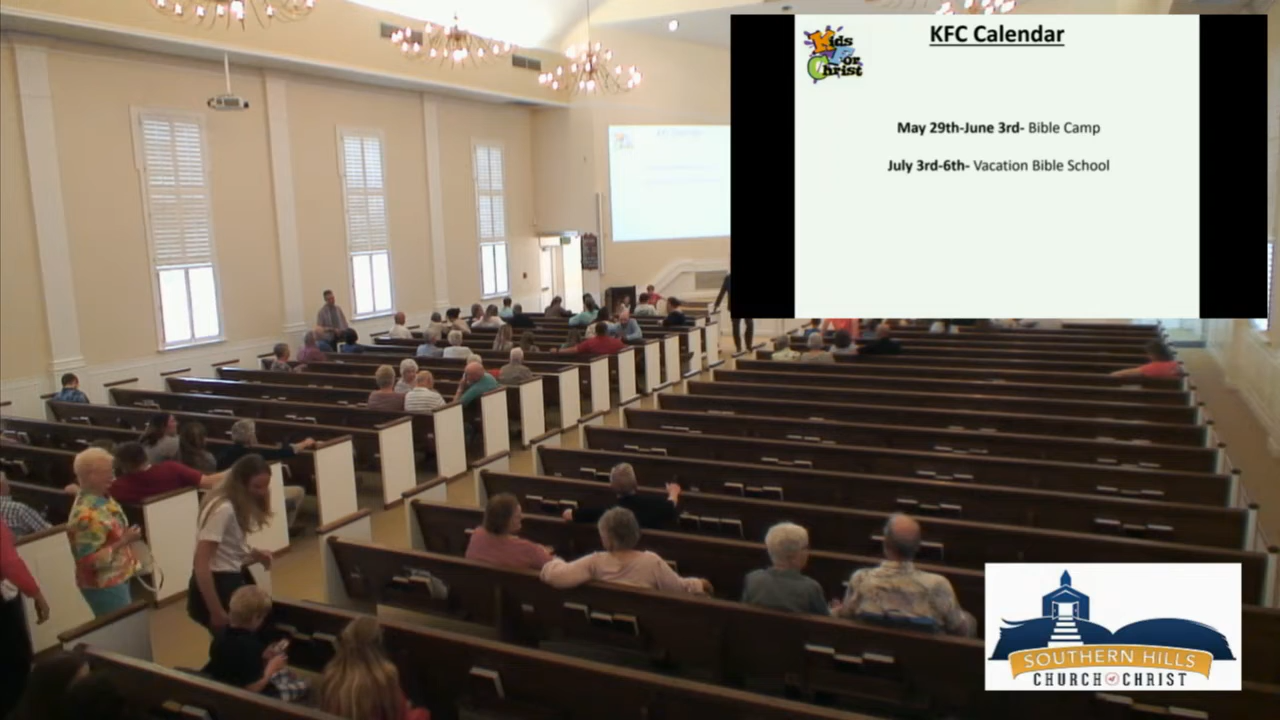 KFC Calendar
Kids
For
Christ
May 29th-June 3rd- Bible Camp
July 3rd-6th- Vacation Bible School
SOUTHERN HILLS
CHURCH OF CHRIST